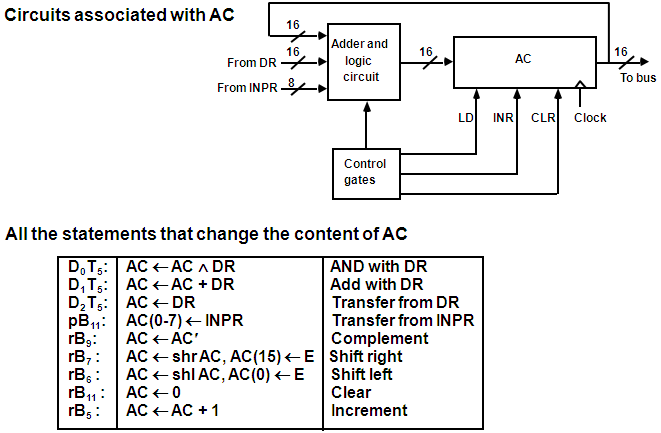 Circuits associated with AC
16
16
8
From DR
From INPR
Adder and
logic
circuit
16
AC
16
To bus
LD INR CLR Clock
Control
gates
All the statements that change the content of AC
D₀T₅: AC ← AC ∧ DR AND with DR
D₁T₅: AC ← AC + DR Add with DR
D₂T₅: AC ← DR Transfer from DR
pB₁₁: AC(0-7) ← INPR Transfer from INPR
rB₉: AC ← AC′ Complement
rB₇ : AC ← shr AC, AC(15) ← E Shift right
rB₆ : AC ← shl AC, AC(0) ← E Shift left
rB₁₁ : AC ← 0 Clear
rB₅ : AC ← AC + 1 Increment